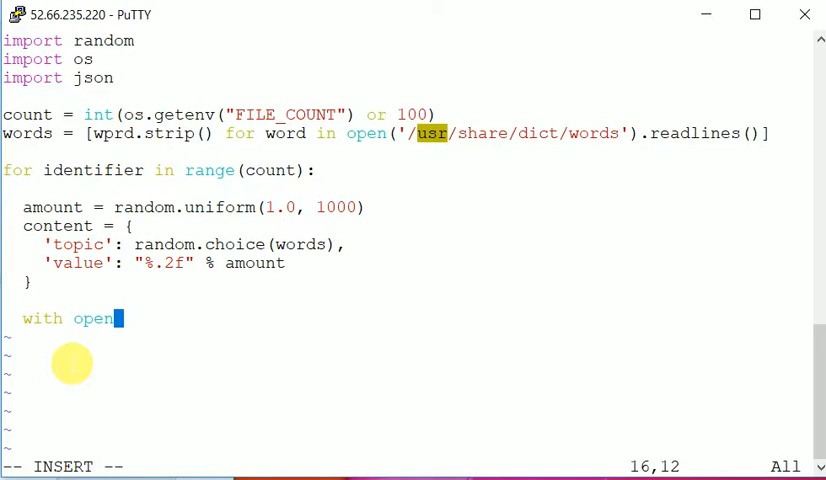 52.66.235.220 - PuTTY
import random
import os
import json
count = int(os.getenv("FILE_COUNT") or 100)
words = [wprd.strip() for word in open('/usr/share/dict/words').readlines()]
for identifier in range(count):
amount = random.uniform(1.0, 1000)
content = {
'topic': random.choice(words),
'value': "%.2f" % amount
}
with open
~
~
~
~
~
~
~
-- INSERT -- 16,12 All